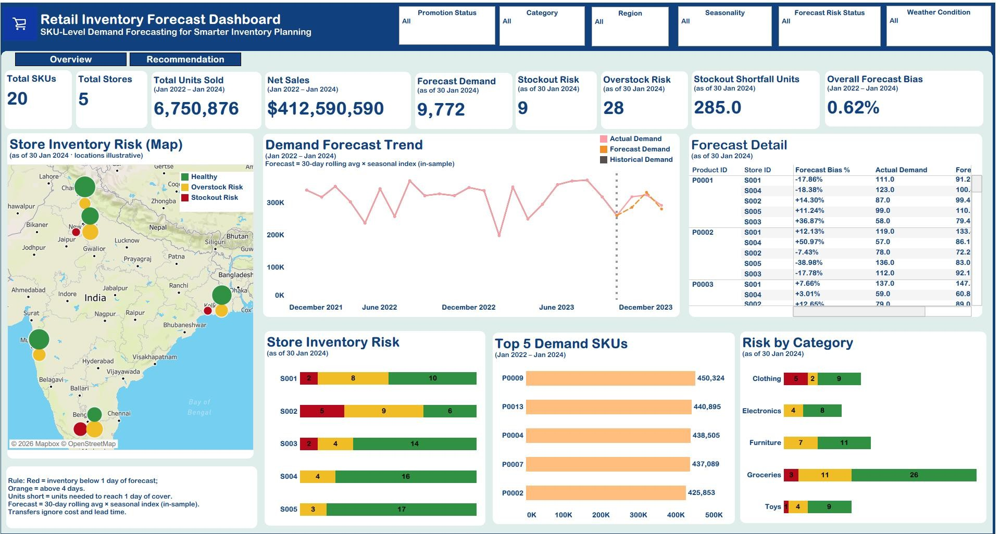 Retail Inventory Forecast Dashboard
SKU-Level Demand Forecasting for Smarter Inventory Planning
Promotion Status
All
Category
All
Region
All
Seasonality
All
Forecast Risk Status
All
Weather Condition
All
Overview
Recommendation
Total SKUs
20
Total Stores
5
Total Units Sold
(Jan 2022 – Jan 2024)
6,750,876
Net Sales
(Jan 2022 – Jan 2024)
$412,590,590
Forecast Demand
(as of 30 Jan 2024)
9,772
Stockout Risk
(as of 30 Jan 2024)
9
Overstock Risk
(as of 30 Jan 2024)
28
Stockout Shortfall Units
(as of 30 Jan 2024)
285.0
Overall Forecast Bias
(Jan 2022 – Jan 2024)
0.62%
Store Inventory Risk (Map)
(as of 30 Jan 2024 · locations illustrative)
Healthy
Overstock Risk
Stockout Risk
Gertse
Am
Lahore
Chan
Coq
Zhongba
hawalpur
Bikaner
New
Nepal
Bhutan
Jaipur
Lucknow
Siliguri
Jodhpur
Gwalior
Guw
Prayagraj
Patna
Bangladesh
Ahmedabad
Jabalpur
Ranchi
Dhaka
Indore
India
Kolk
Surat
Nagpur
Raipur
Cox'
Bhubaneshwar
Mu
Hyderabad
Visakhapatnam
Vijayawada
Belagavi
Ballari
Bay of
Bengal
Beng
Chennai
© 2026 Mapbox © OpenStreetMap
Rule: Red = inventory below 1 day of forecast;
Orange = above 4 days.
Units short = units needed to reach 1 day of cover.
Forecast = 30-day rolling avg × seasonal index (in-sample).
Transfers ignore cost and lead time.
Demand Forecast Trend
(Jan 2022 – Jan 2024)
Forecast = 30-day rolling avg × seasonal index (in-sample)
Actual Demand
Forecast Demand
Historical Demand
300K
200K
100K
0K
December 2021 June 2022 December 2022 June 2023 December 2023
Forecast Detail
(as of 30 Jan 2024)
Product ID Store ID Forecast Bias % Actual Demand Fore
P0001 S001 -17.86% 111.0 91.2
S004 -18.38% 123.0 100.
S002 +14.30% 87.0 99.4
S005 +11.24% 99.0 110.
S003 +36.87% 58.0 79.4
P0002 S001 +12.13% 119.0 133.
S004 +50.97% 57.0 86.1
S002 -7.43% 78.0 72.2
S005 -38.98% 136.0 83.0
S003 -17.78% 112.0 92.1
P0003 S001 +7.66% 137.0 147.
S004 +3.01% 59.0 60.8
S002 +12.65% 79.0 89.0
Store Inventory Risk
(as of 30 Jan 2024)
S001 2 8 10
S002 5 9 6
S003 2 4 14
S004 4 16
S005 3 17
Top 5 Demand SKUs
(Jan 2022 – Jan 2024)
P0009 450,324
P0013 440,895
P0004 438,505
P0007 437,089
P0002 425,853
0K 100K 200K 300K 400K 500K
Risk by Category
(as of 30 Jan 2024)
Clothing 5 2 9
Electronics 4 8
Furniture 7 11
Groceries 3 11 26
Toys 1 4 9